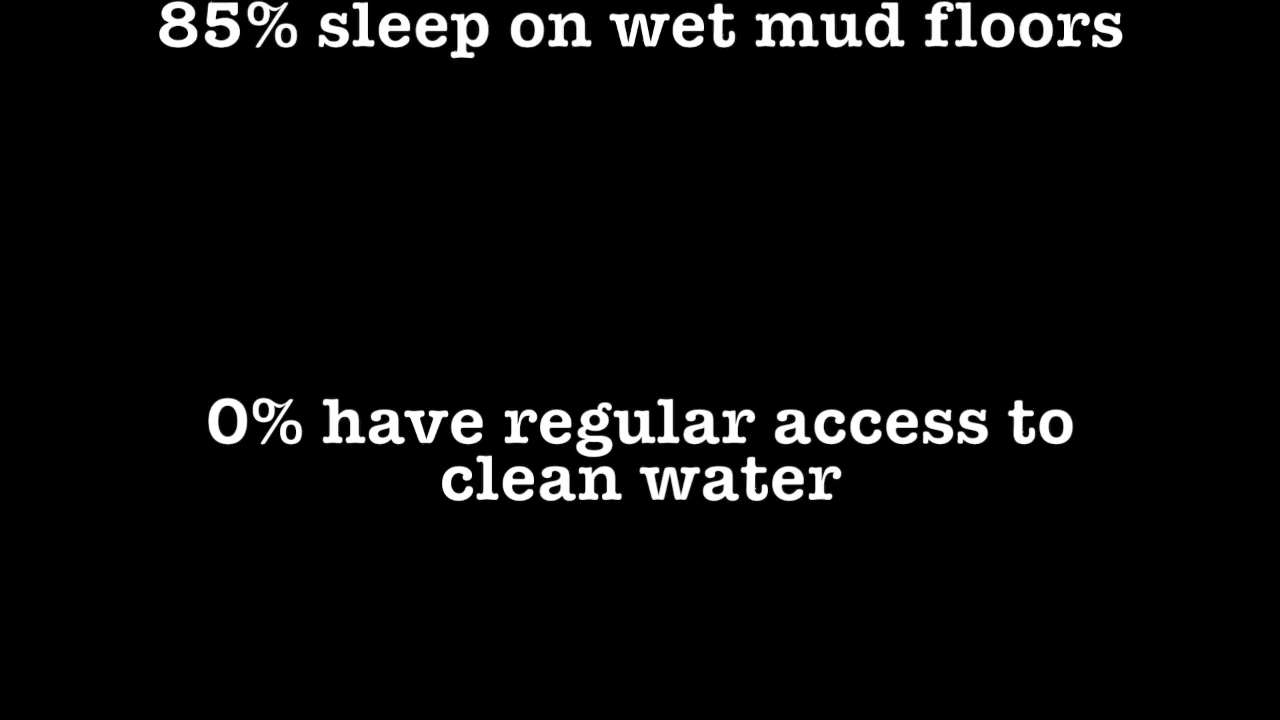 85% sleep on wet mud floors
0% have regular access to
clean water